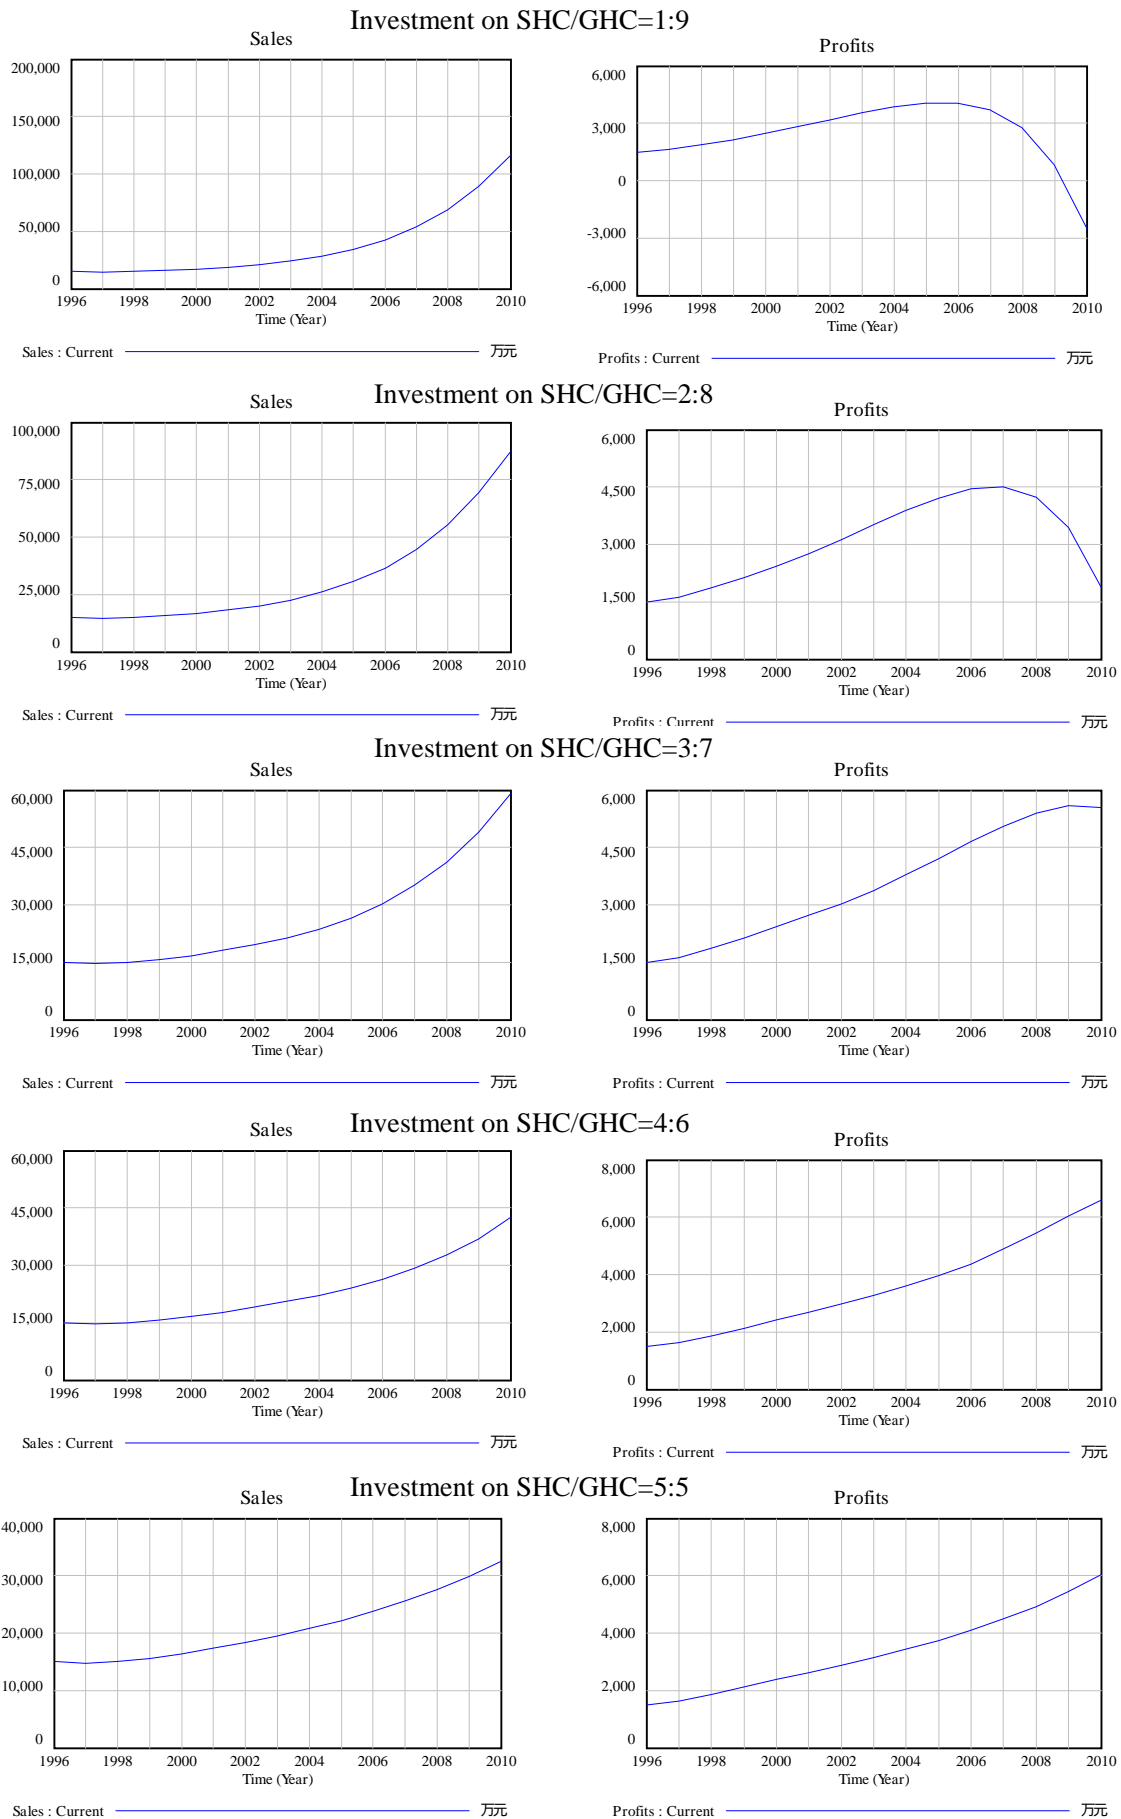 Investment on SHC/GHC=1:9
Sales
200,000
150,000
100,000
50,000
0
1996 1998 2000 2002 2004 2006 2008 2010
Time (Year)
Sales : Current 万元
Profits
6,000
3,000
0
-3,000
-6,000
1996 1998 2000 2002 2004 2006 2008 2010
Time (Year)
Profits : Current 万元
Investment on SHC/GHC=2:8
Sales
100,000
75,000
50,000
25,000
0
1996 1998 2000 2002 2004 2006 2008 2010
Time (Year)
Sales : Current 万元
Profits
6,000
4,500
3,000
1,500
0
1996 1998 2000 2002 2004 2006 2008 2010
Time (Year)
Profits : Current 万元
Investment on SHC/GHC=3:7
Sales
60,000
45,000
30,000
15,000
0
1996 1998 2000 2002 2004 2006 2008 2010
Time (Year)
Sales : Current 万元
Profits
6,000
4,500
3,000
1,500
0
1996 1998 2000 2002 2004 2006 2008 2010
Time (Year)
Profits : Current 万元
Investment on SHC/GHC=4:6
Sales
60,000
45,000
30,000
15,000
0
1996 1998 2000 2002 2004 2006 2008 2010
Time (Year)
Sales : Current 万元
Profits
8,000
6,000
4,000
2,000
0
1996 1998 2000 2002 2004 2006 2008 2010
Time (Year)
Profits : Current 万元
Investment on SHC/GHC=5:5
Sales
40,000
30,000
20,000
10,000
0
1996 1998 2000 2002 2004 2006 2008 2010
Time (Year)
Sales : Current 万元
Profits
8,000
6,000
4,000
2,000
0
1996 1998 2000 2002 2004 2006 2008 2010
Time (Year)
Profits : Current 万元